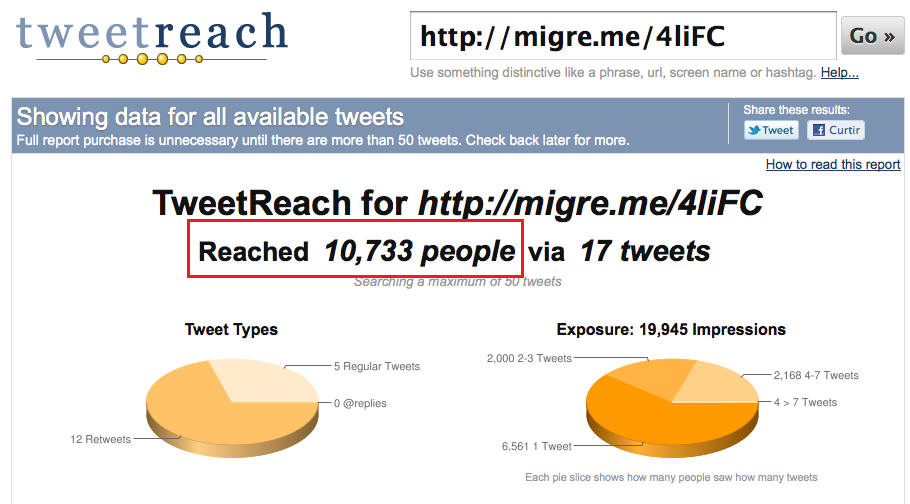 tweetreach
http://migre.me/4liFC
Go »
Use something distinctive like a phrase, url, screen name or hashtag. Help...
Showing data for all available tweets
Full report purchase is unnecessary until there are more than 50 tweets. Check back later for more.
Share these results:
Tweet
Curtir
How to read this report
TweetReach for http://migre.me/4liFC
Reached 10,733 people via 17 tweets
Searching a maximum of 50 tweets
Tweet Types
5 Regular Tweets
0 @replies
12 Retweets
Exposure: 19,945 Impressions
2,000 2-3 Tweets
2,168 4-7 Tweets
4 > 7 Tweets
6,561 1 Tweet
Each pie slice shows how many people saw how many tweets